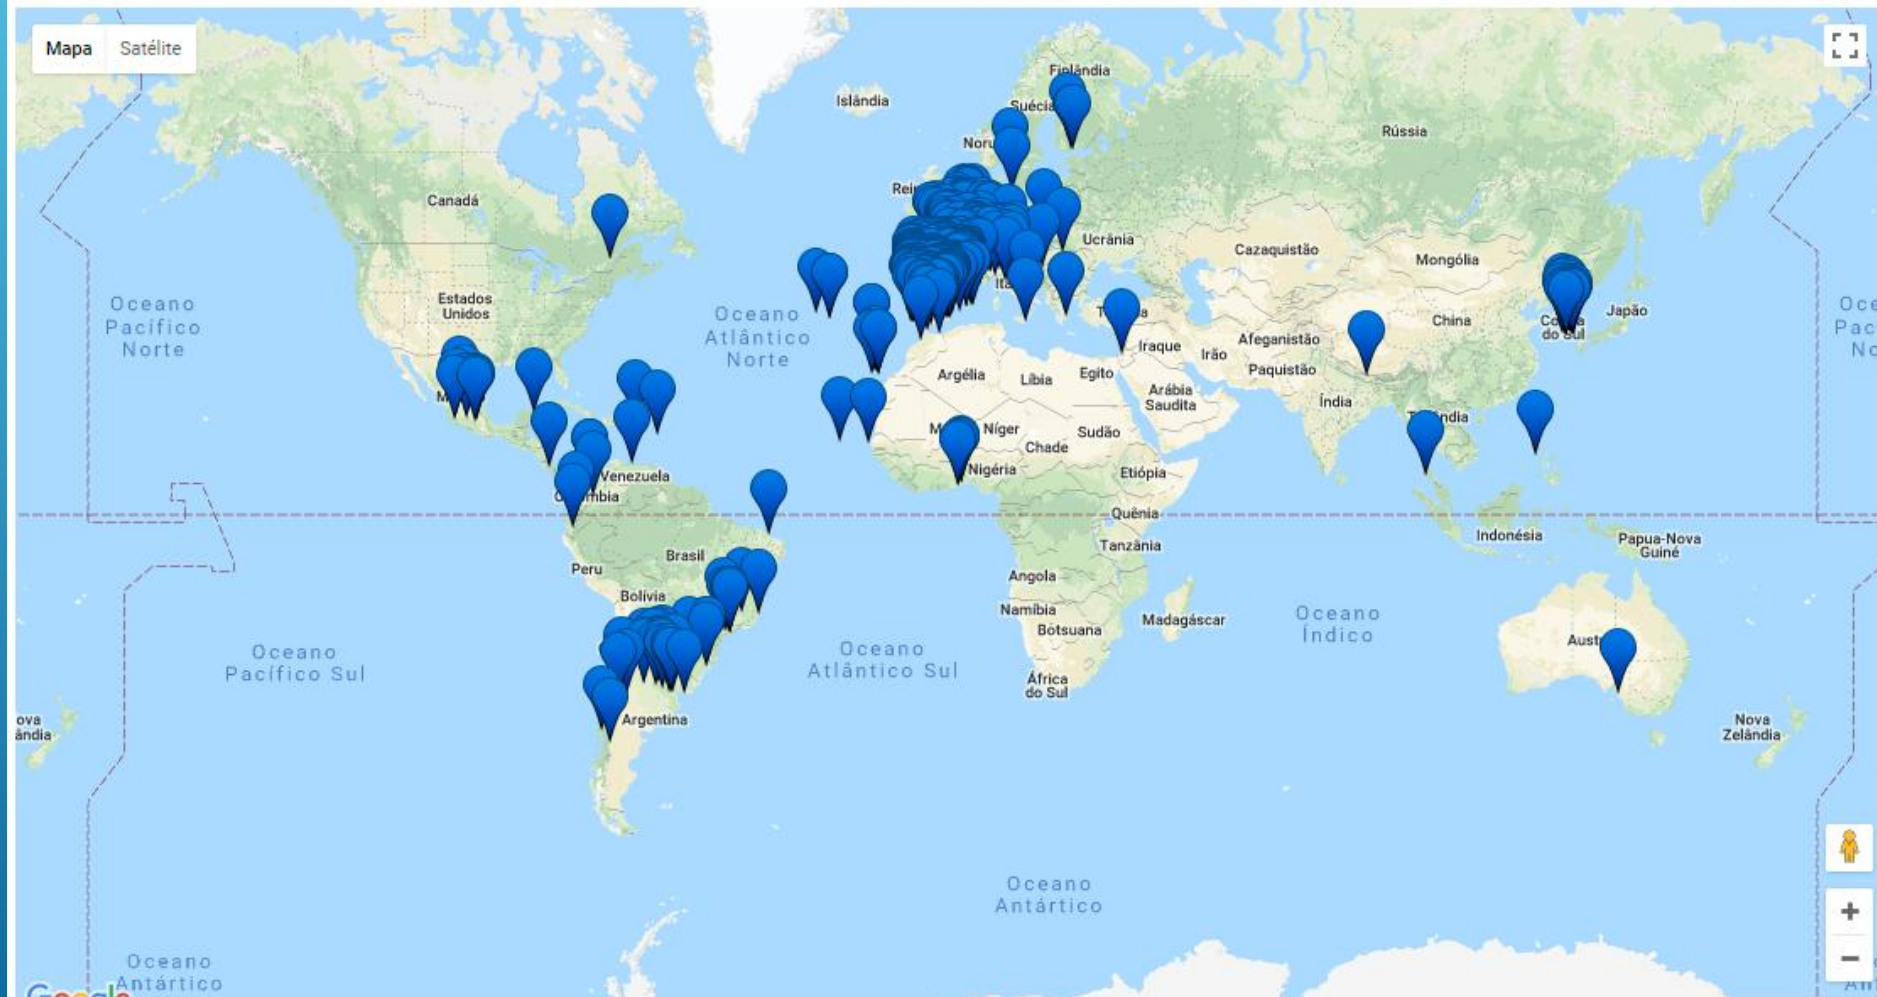 Mapa Satélite
Finlândia
Islândia
Suécia
Rússia
Canadá
Ucrânia
Cazaquistão
Mongólia
Estados
Unidos
Oceano
Pacífico
Norte
Oceano
Atlântico
Norte
Japão
China
do Sul
Afeganistão
Iraque
Irão
Paquistão
Argélia
Líbia
Egito
Arábia
Saudita
Índia
Níger
Sudão
Chade
Nigéria
Etiópia
Venezuela
Quênia
Tanzânia
Indonésia
Papua-Nova
Guiné
Brasil
Peru
Bolívia
Angola
Namíbia
Botsuana
Madagáscar
Oceano
Índico
Oceano
Pacífico Sul
Oceano
Atlântico Sul
África
do Sul
Argentina
Nova
Zelândia
Oceano
Antártico
Oceano
Antártico
Google